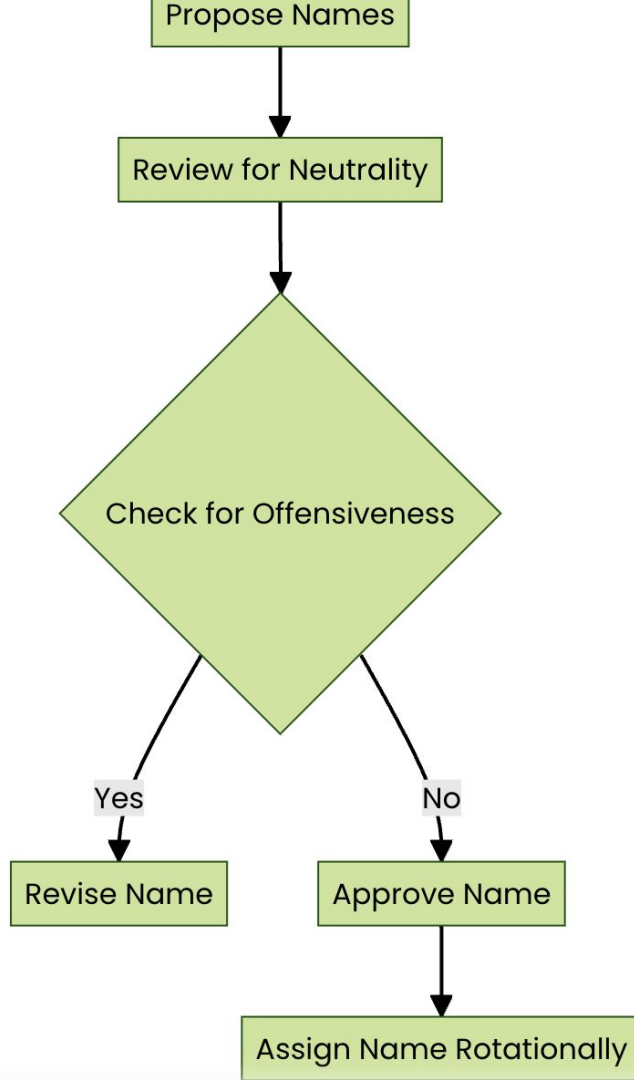 Propose Names
Review for Neutrality
Check for Offensiveness
Yes
No
Revise Name
Approve Name
Assign Name Rotationally